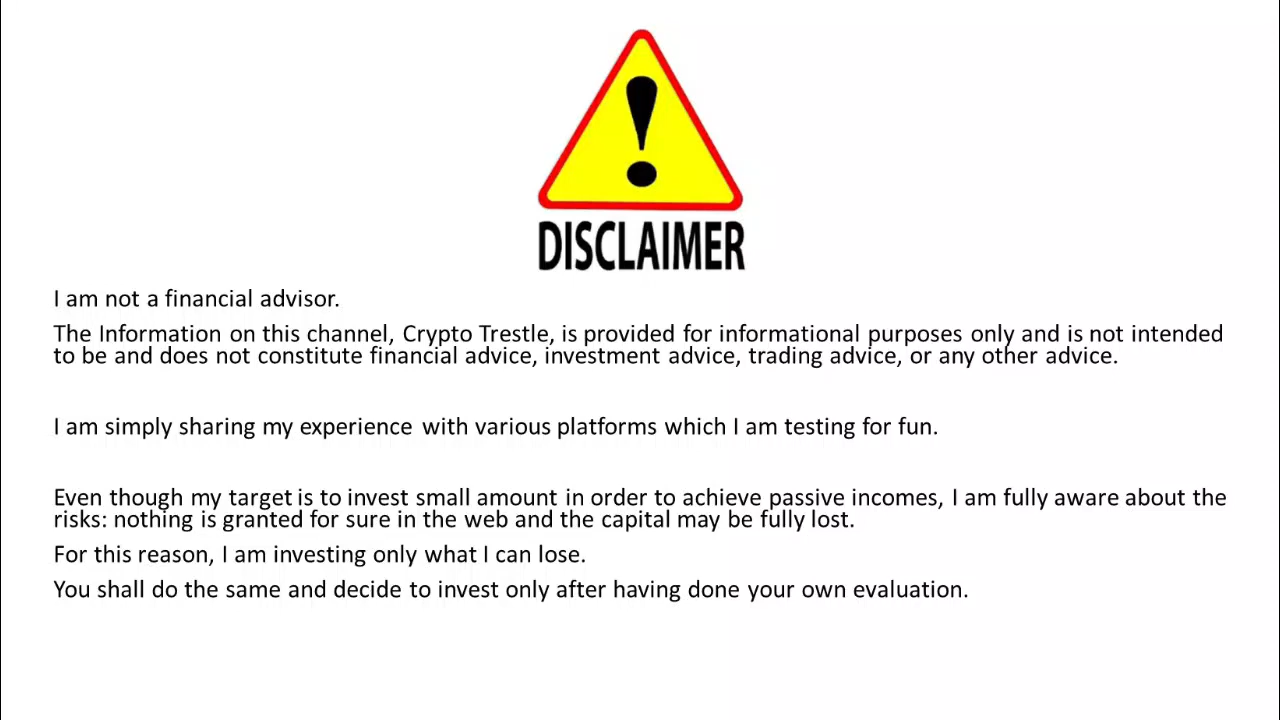 DISCLAIMER
I am not a financial advisor.
The Information on this channel, Crypto Trestle, is provided for informational purposes only and is not intended
to be and does not constitute financial advice, investment advice, trading advice, or any other advice.
I am simply sharing my experience with various platforms which I am testing for fun.
Even though my target is to invest small amount in order to achieve passive incomes, I am fully aware about the
risks: nothing is granted for sure in the web and the capital may be fully lost.
For this reason, I am investing only what I can lose.
You shall do the same and decide to invest only after having done your own evaluation.